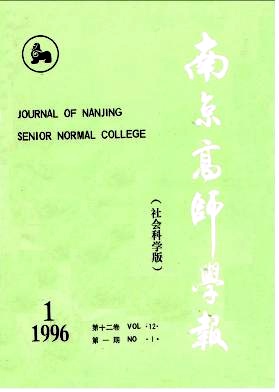 JOURNAL OF NANJING
SENIOR NORMAL COLLEGE
南京高師學報
(社会科学版)
1
1996
第十二卷 VOL ·12·
第一期 NO ·1·